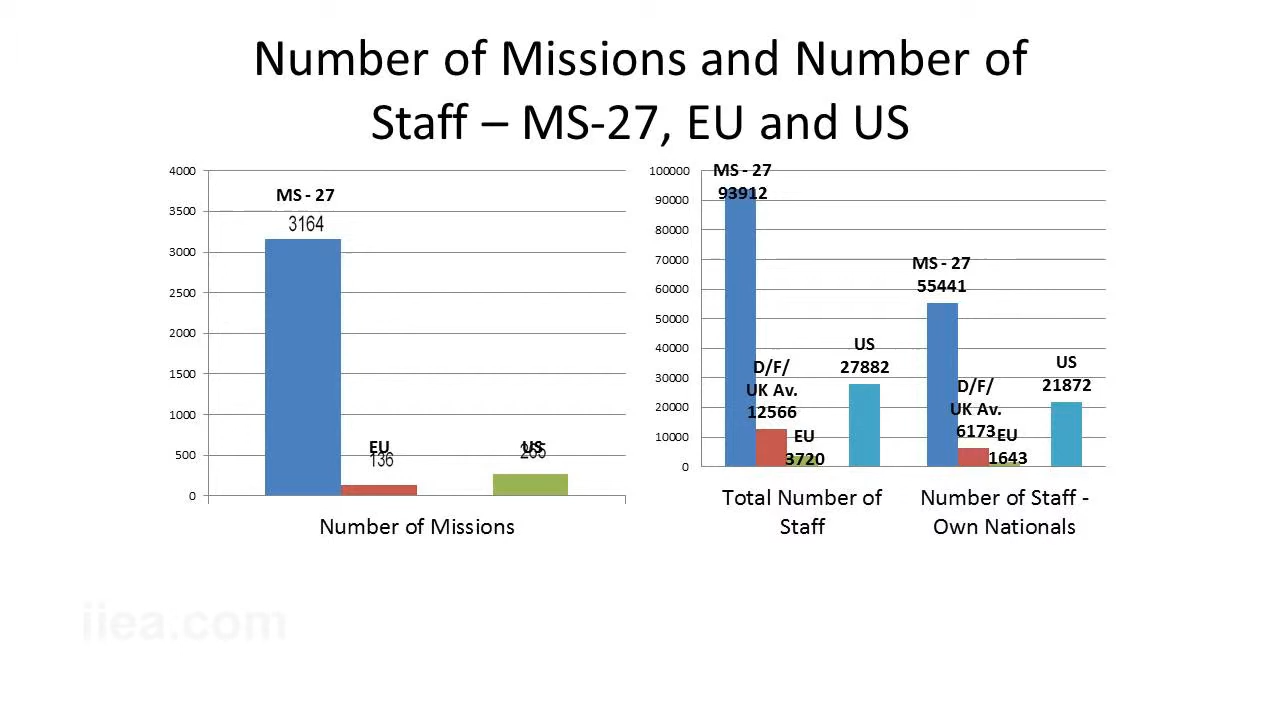 Number of Missions and Number of
Staff – MS-27, EU and US
4000
3500
3000
2500
2000
1500
1000
500
0
MS - 27
3164
EU
136
US
265
Number of Missions
100000
90000
80000
70000
60000
50000
40000
30000
20000
10000
0
MS - 27
93912
D/F/
UK Av.
12566
EU
3720
US
27882
MS - 27
55441
D/F/
UK Av.
6173
EU
1643
US
21872
Total Number of
Staff
Number of Staff -
Own Nationals
iiea.com